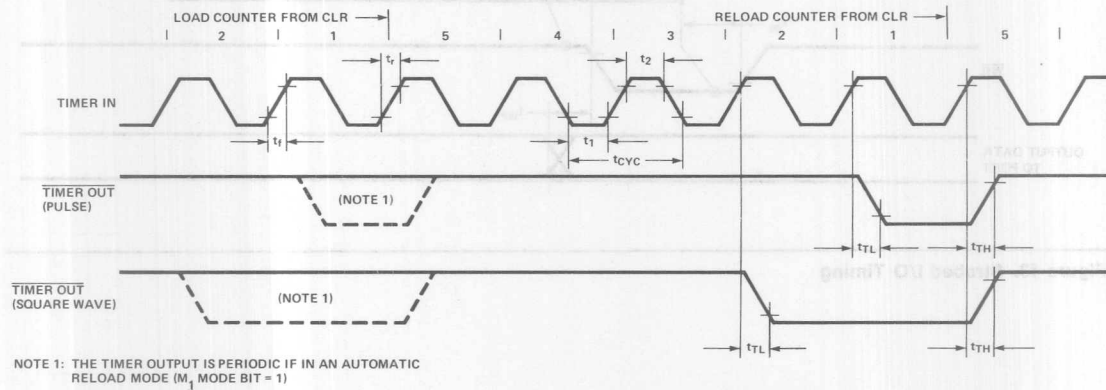 LOAD COUNTER FROM CLR
RELOAD COUNTER FROM CLR
2 1 5 4 3 2 1 5
tr
t2
TIMER IN
tf
t1
tCYC
TIMER OUT
(PULSE)
(NOTE 1)
tTL
tTH
TIMER OUT
(SQUARE WAVE)
(NOTE 1)
tTL
tTH
NOTE 1: THE TIMER OUTPUT IS PERIODIC IF IN AN AUTOMATIC
RELOAD MODE (M1 MODE BIT = 1)